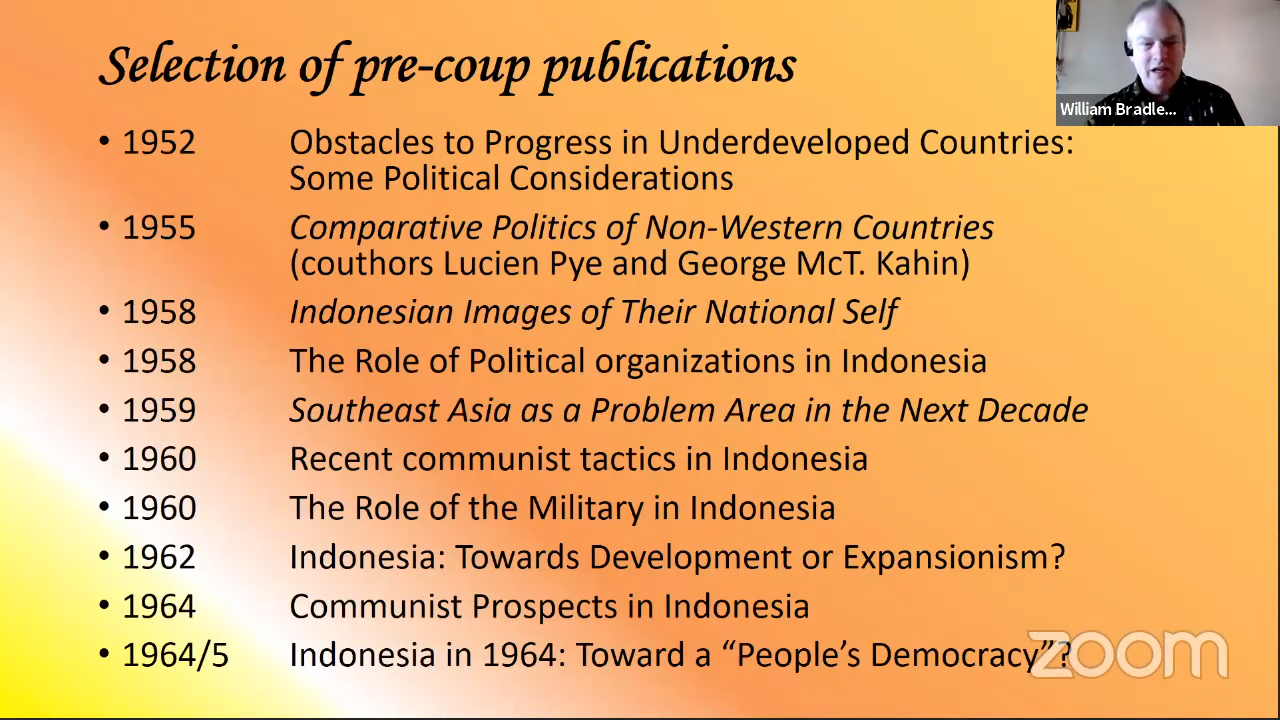 Selection of pre-coup publications
William Bradle...
• 1952 Obstacles to Progress in Underdeveloped Countries:
Some Political Considerations
• 1955 Comparative Politics of Non-Western Countries
(couthors Lucien Pye and George McT. Kahin)
• 1958 Indonesian Images of Their National Self
• 1958 The Role of Political organizations in Indonesia
• 1959 Southeast Asia as a Problem Area in the Next Decade
• 1960 Recent communist tactics in Indonesia
• 1960 The Role of the Military in Indonesia
• 1962 Indonesia: Towards Development or Expansionism?
• 1964 Communist Prospects in Indonesia
• 1964/5 Indonesia in 1964: Toward a “People’s Democracy”?
zoom